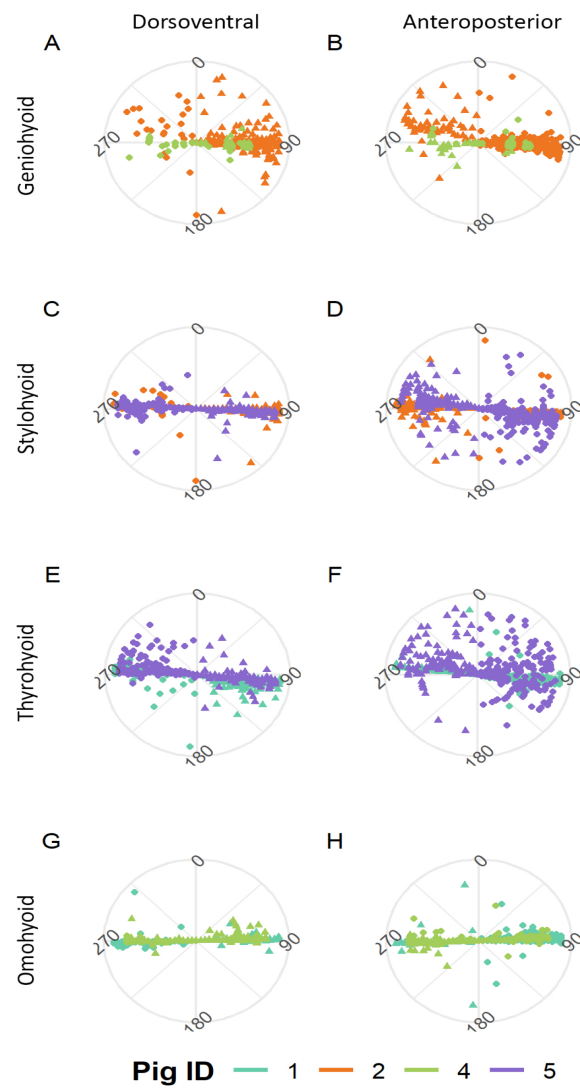 Dorsoventral Anteroposterior
A B
Geniohyoid
0 0
270 90 270 90
180 180
C D
Stylohyoid
0 0
270 90 270 90
180 180
E F
Thyrohyoid
0 0
270 90 270 90
180 180
G H
Omohyoid
0 0
270 90 270 90
180 180
Pig ID 1 2 4 5